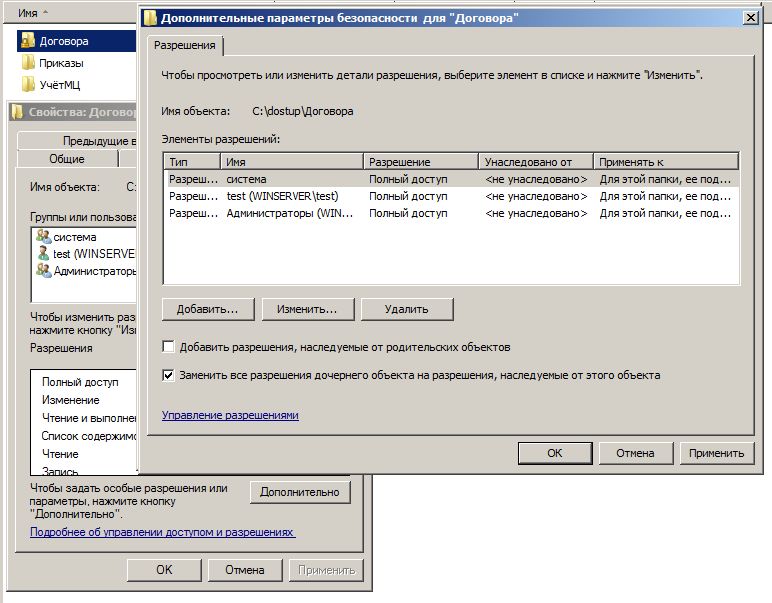 Имя
Договора
Приказы
УчётМЦ
Свойства: Договор
Предыдущие в
Общие
Имя объекта: C:
Группы или пользова
система
test (WINSERVE
Администраторы
Чтобы изменить раз
нажмите кнопку "Из
Разрешения
Полный доступ
Изменение
Чтение и выполне
Список содержимо
Чтение
Запись
Чтобы задать особые разрешения или
параметры, нажмите кнопку
"Дополнительно".
Дополнительно
Подробнее об управлении доступом и разрешениях
OK Отмена Применить
Дополнительные параметры безопасности для "Договора"
Разрешения
Чтобы просмотреть или изменить детали разрешения, выберите элемент в списке и нажмите "Изменить".
Имя объекта: C:\dostup\Договора
Элементы разрешений:
Тип Имя Разрешение Унаследовано от Применять к
Разреш... система Полный доступ <не унаследовано> Для этой папки, ее под...
Разреш... test (WINSERVER\test) Полный доступ <не унаследовано> Для этой папки, ее под...
Разреш... Администраторы (WIN... Полный доступ <не унаследовано> Для этой папки, ее под...
Добавить... Изменить... Удалить
Добавить разрешения, наследуемые от родительских объектов
Заменить все разрешения дочернего объекта на разрешения, наследуемые от этого объекта
Управление разрешениями
OK Отмена Применить